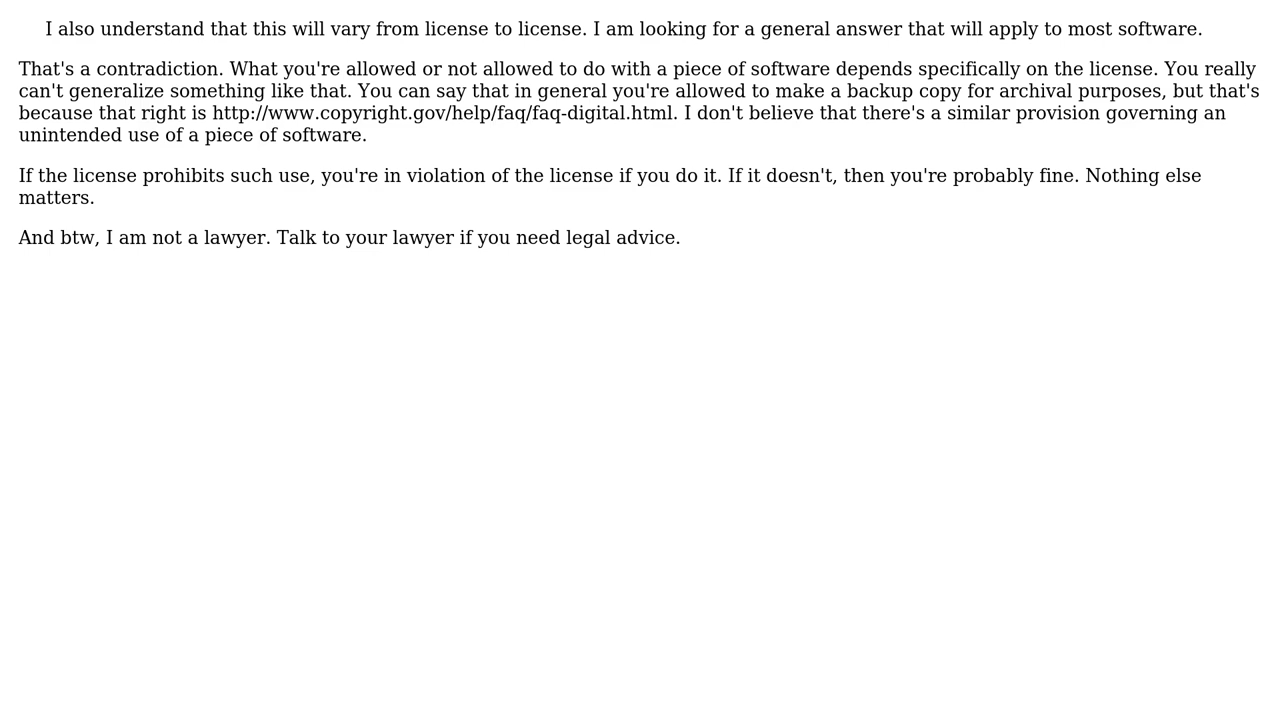 I also understand that this will vary from license to license. I am looking for a general answer that will apply to most software.
That's a contradiction. What you're allowed or not allowed to do with a piece of software depends specifically on the license. You really
can't generalize something like that. You can say that in general you're allowed to make a backup copy for archival purposes, but that's
because that right is http://www.copyright.gov/help/faq/faq-digital.html. I don't believe that there's a similar provision governing an
unintended use of a piece of software.
If the license prohibits such use, you're in violation of the license if you do it. If it doesn't, then you're probably fine. Nothing else
matters.
And btw, I am not a lawyer. Talk to your lawyer if you need legal advice.